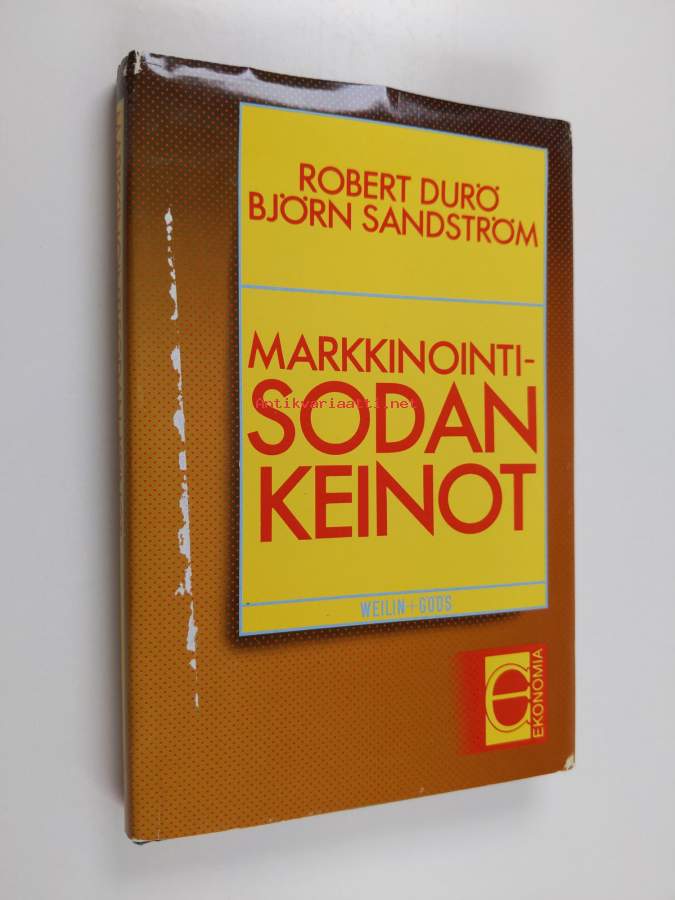 ROBERT DURÖ
BJÖRN SANDSTRÖM
MARKKINOINTI-
SODAN
Antikvariaatti.net
KEINOT
WEILIN+GÖÖS
EKONOMIA